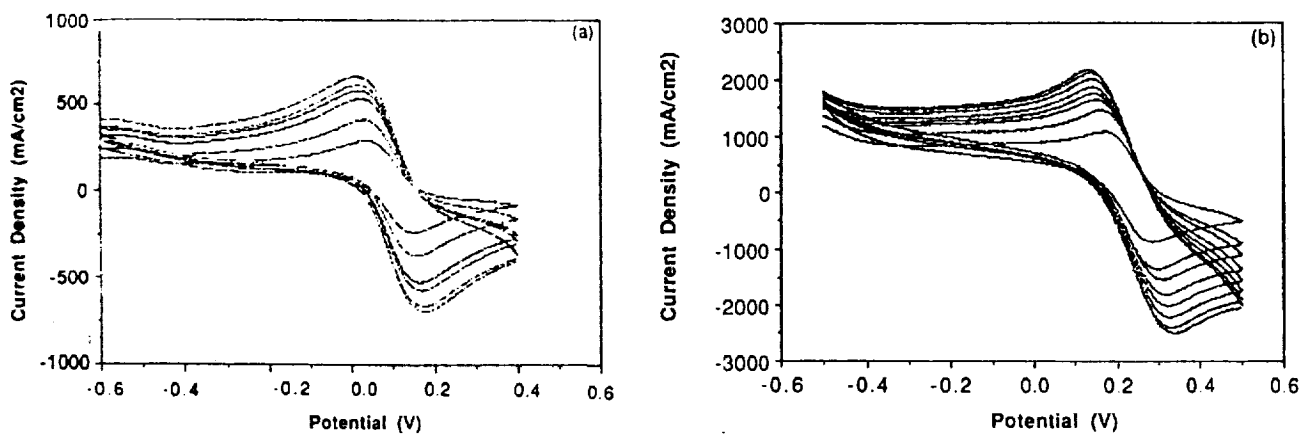 (a)
1000
500
0
-500
-1000
-0.6 -0.4 -0.2 0.0 0.2 0.4 0.6
Current Density (mA/cm2)
Potential (V)
(b)
3000
2000
1000
0
-1000
-2000
-3000
-0.6 -0.4 -0.2 0.0 0.2 0.4 0.6
Current Density (mA/cm2)
Potential (V)